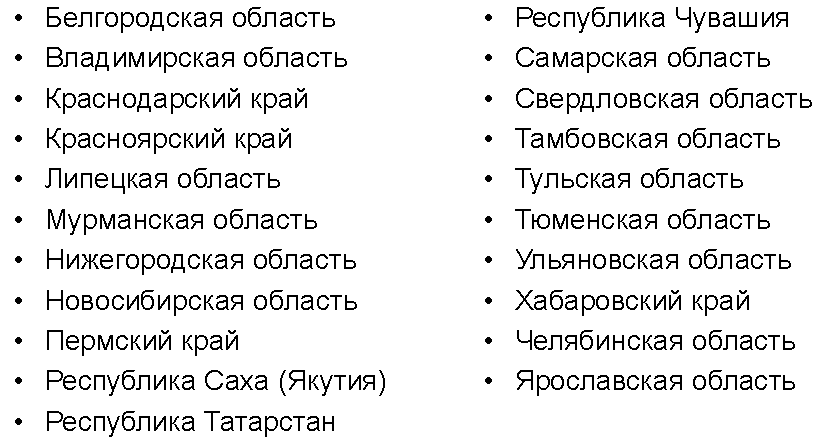 • Белгородская область
• Владимирская область
• Краснодарский край
• Красноярский край
• Липецкая область
• Мурманская область
• Нижегородская область
• Новосибирская область
• Пермский край
• Республика Саха (Якутия)
• Республика Татарстан
• Республика Чувашия
• Самарская область
• Свердловская область
• Тамбовская область
• Тульская область
• Тюменская область
• Ульяновская область
• Хабаровский край
• Челябинская область
• Ярославская область